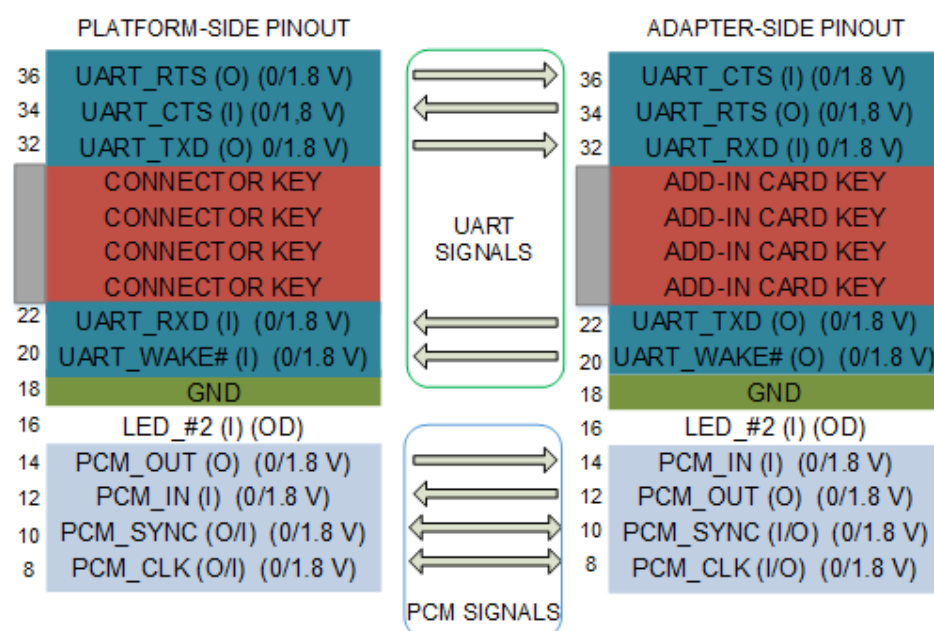 PLATFORM-SIDE PINOUT
36 UART_RTS (O) (0/1.8 V)
34 UART_CTS (I) (0/1,8 V)
32 UART_TXD (O) 0/1.8 V)
CONNECTOR KEY
CONNECTOR KEY
CONNECTOR KEY
CONNECTOR KEY
22 UART_RXD (I) (0/1.8 V)
20 UART_WAKE# (I) (0/1.8 V)
18 GND
16 LED_#2 (I) (OD)
14 PCM_OUT (O) (0/1.8 V)
12 PCM_IN (I) (0/1.8 V)
10 PCM_SYNC (O/I) (0/1.8 V)
8 PCM_CLK (O/I) (0/1.8 V)
UART
SIGNALS
PCM SIGNALS
ADAPTER-SIDE PINOUT
36 UART_CTS (I) (0/1.8 V)
34 UART_RTS (O) (0/1,8 V)
32 UART_RXD (I) 0/1.8 V)
ADD-IN CARD KEY
ADD-IN CARD KEY
ADD-IN CARD KEY
ADD-IN CARD KEY
22 UART_TXD (O) (0/1.8 V)
20 UART_WAKE# (O) (0/1.8 V)
18 GND
16 LED_#2 (I) (OD)
14 PCM_IN (I) (0/1.8 V)
12 PCM_OUT (O) (0/1.8 V)
10 PCM_SYNC (I/O) (0/1.8 V)
8 PCM_CLK (I/O) (0/1.8 V)